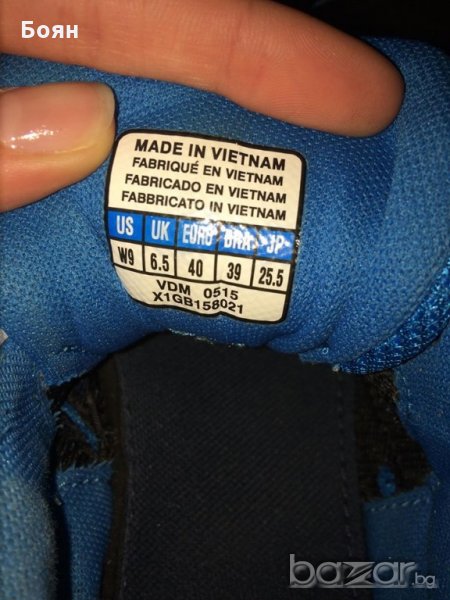 Боян
MADE IN VIETNAM
FABRIQUÉ EN VIETNAM
FABRICADO EN VIETNAM
FABBRICATO IN VIETNAM
US UK EURO BRA JP
W9 6.5 40 39 25.5
VDM 0515
X1GB158021
bazar.bg